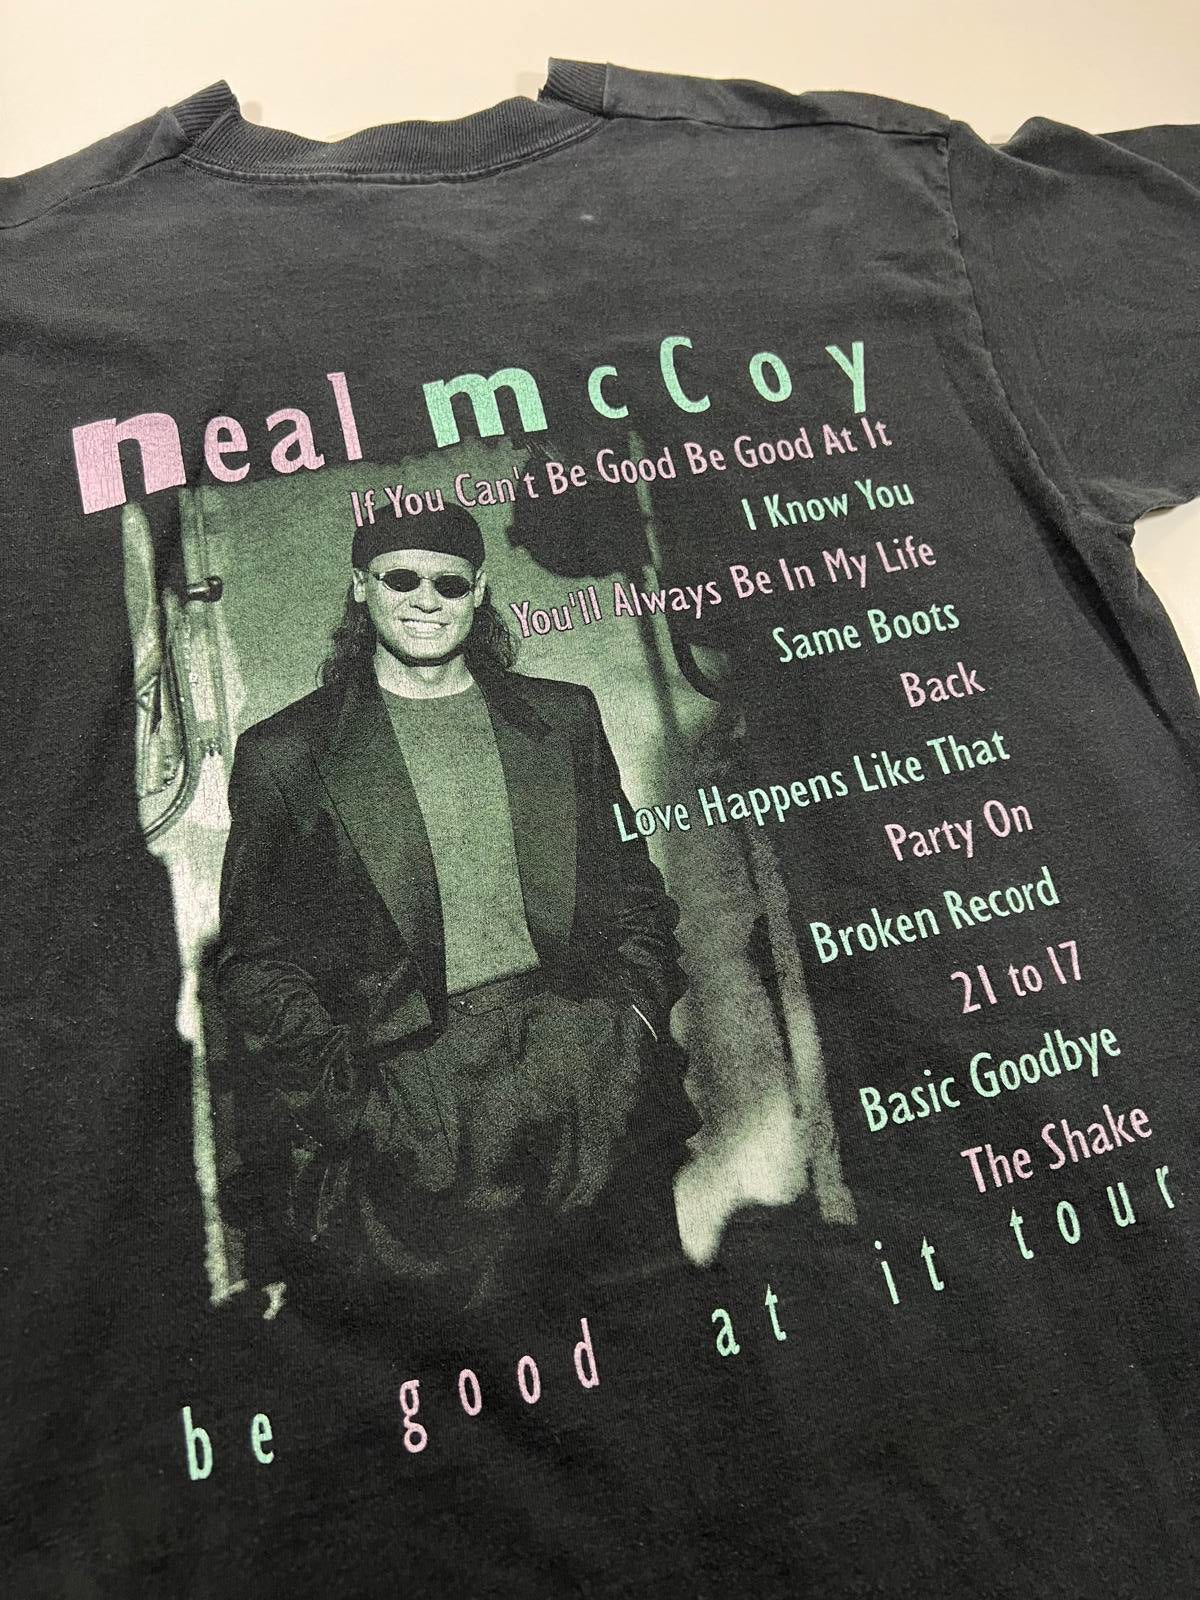 neal mcCoy
If You Can't Be Good Be Good At It
I Know You
You'll Always Be In My Life
Same Boots
Back
Love Happens Like That
Party On
Broken Record
21 to 17
Basic Goodbye
The Shake
be good at it tour